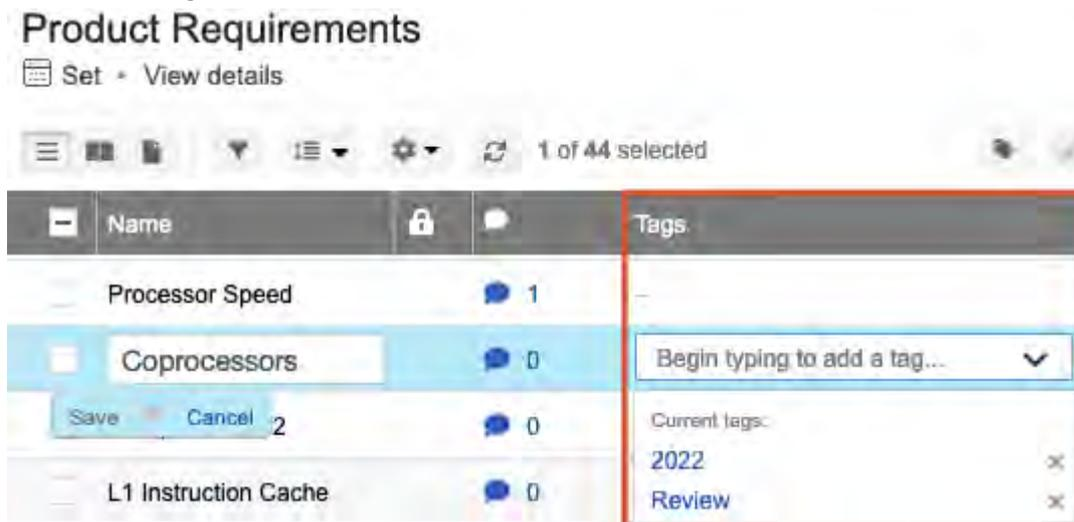 Product Requirements
Set • View details
1 of 44 selected
Name Tags
Processor Speed 1 –
Coprocessors 0 Begin typing to add a tag...
Save Cancel 2 0 Current tags:
2022
L1 Instruction Cache 0 Review